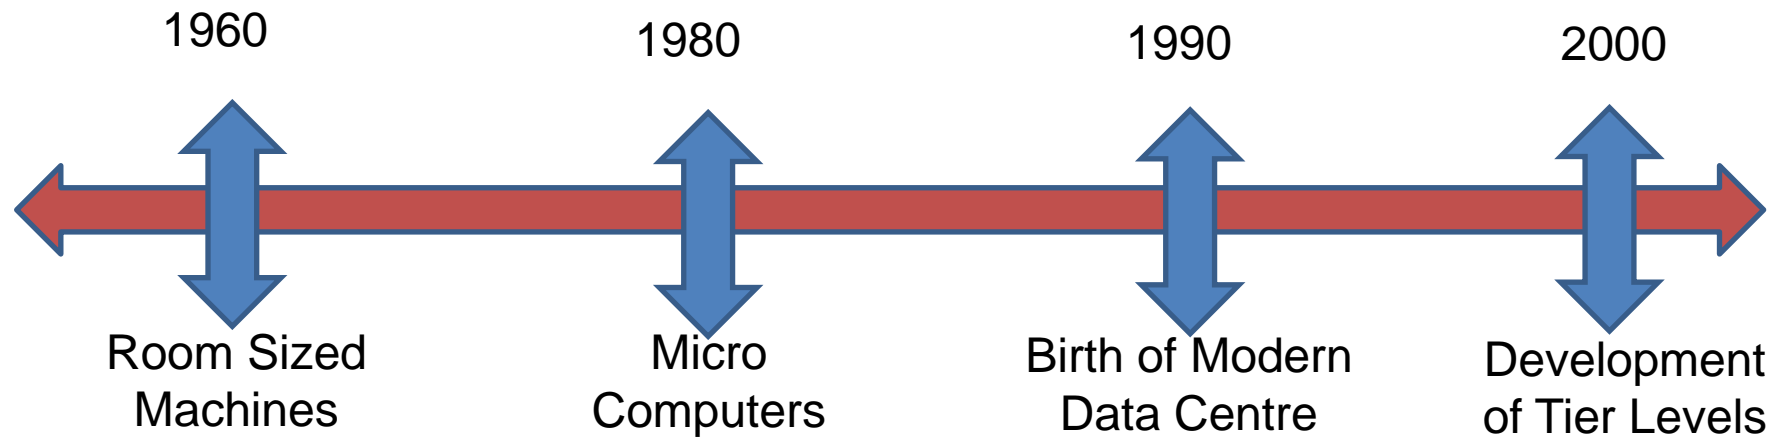 1960
1980
1990
2000
Room Sized
Machines
Micro
Computers
Birth of Modern
Data Centre
Development
of Tier Levels